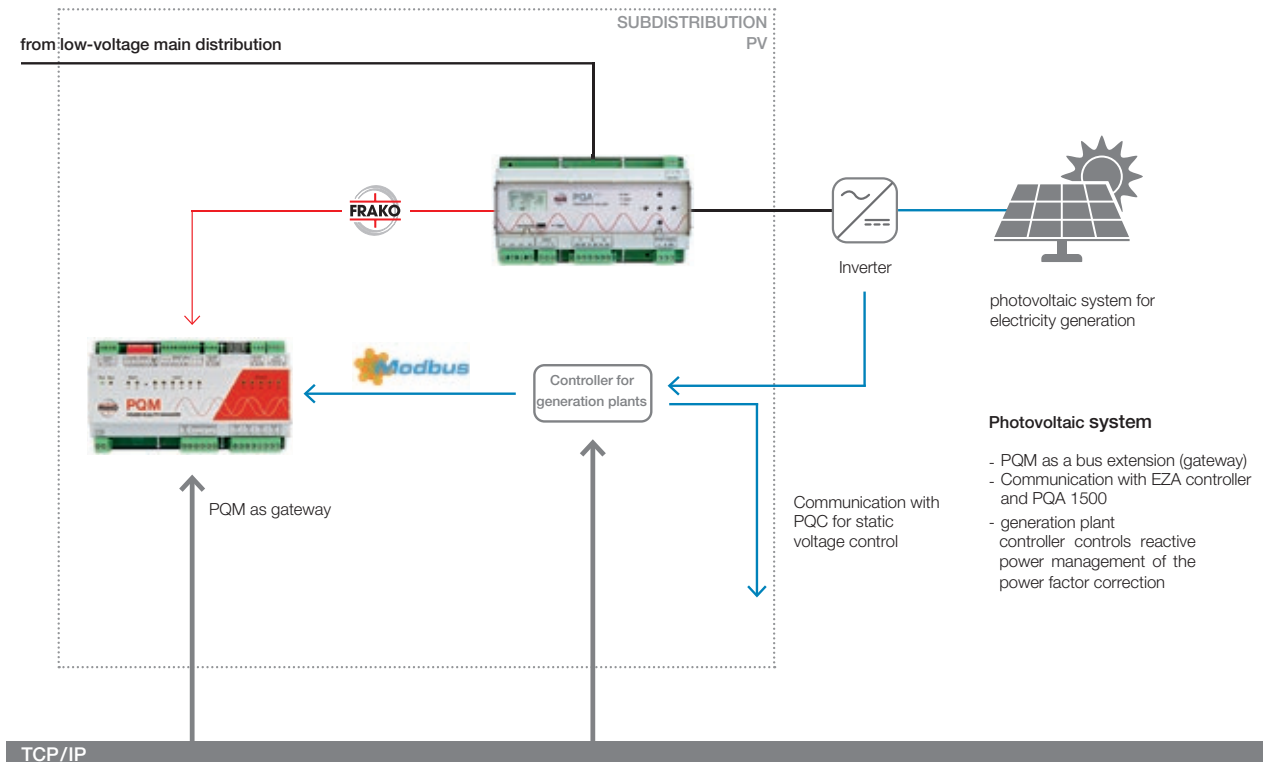 SUBDISTRIBUTION
PV
from low-voltage main distribution
FRAKO
PQA
Inverter
photovoltaic system for
electricity generation
Modbus
Controller for
generation plants
PQM
PQM as gateway
Communication with
PQC for static
voltage control
Photovoltaic system
- PQM as a bus extension (gateway)
- Communication with EZA controller
and PQA 1500
- generation plant
controller controls reactive
power management of the
power factor correction
TCP/IP